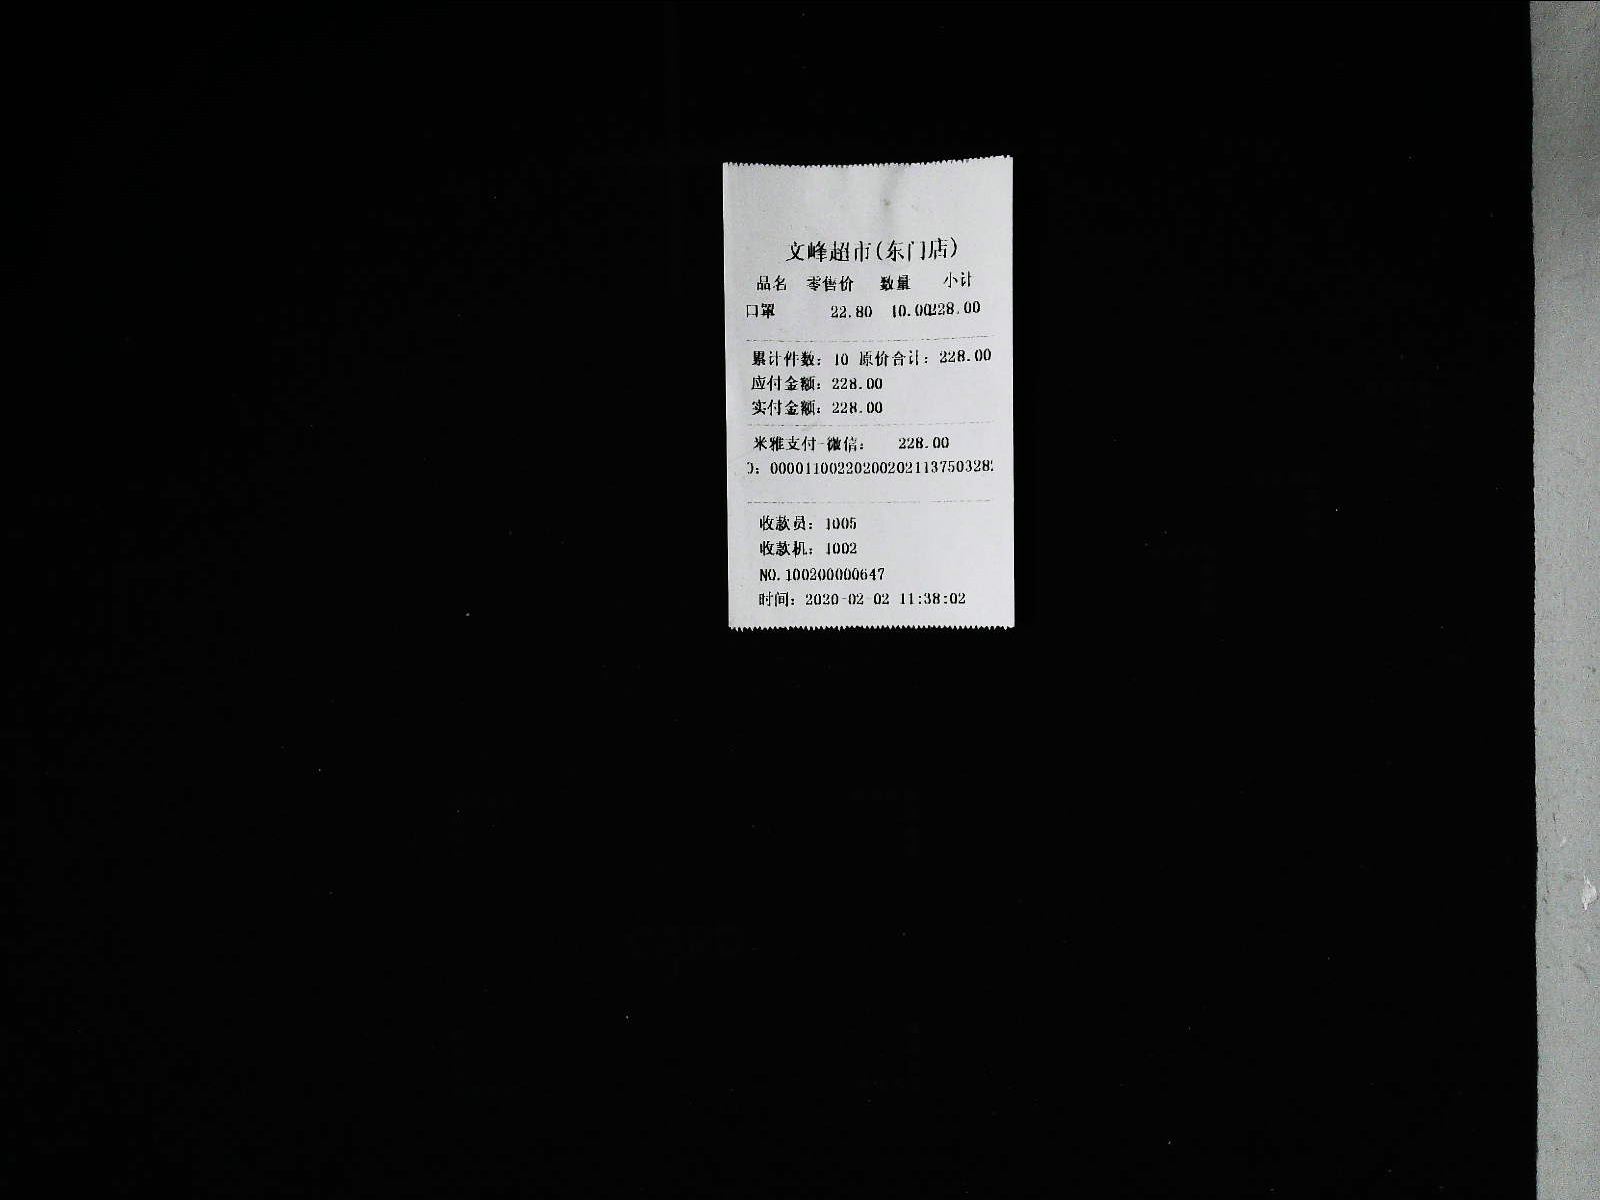 文峰超市(东门店)
品名 零售价 数量 小计
口罩 22.80 10.00228.00
累计件数: 10 原价合计: 228.00
应付金额: 228.00
实付金额: 228.00
米雅支付-微信: 228.00
): 00001100220200202113750328
收款员: 1005
收款机: 1002
NO.100200000647
时间: 2020-02-02 11:38:02